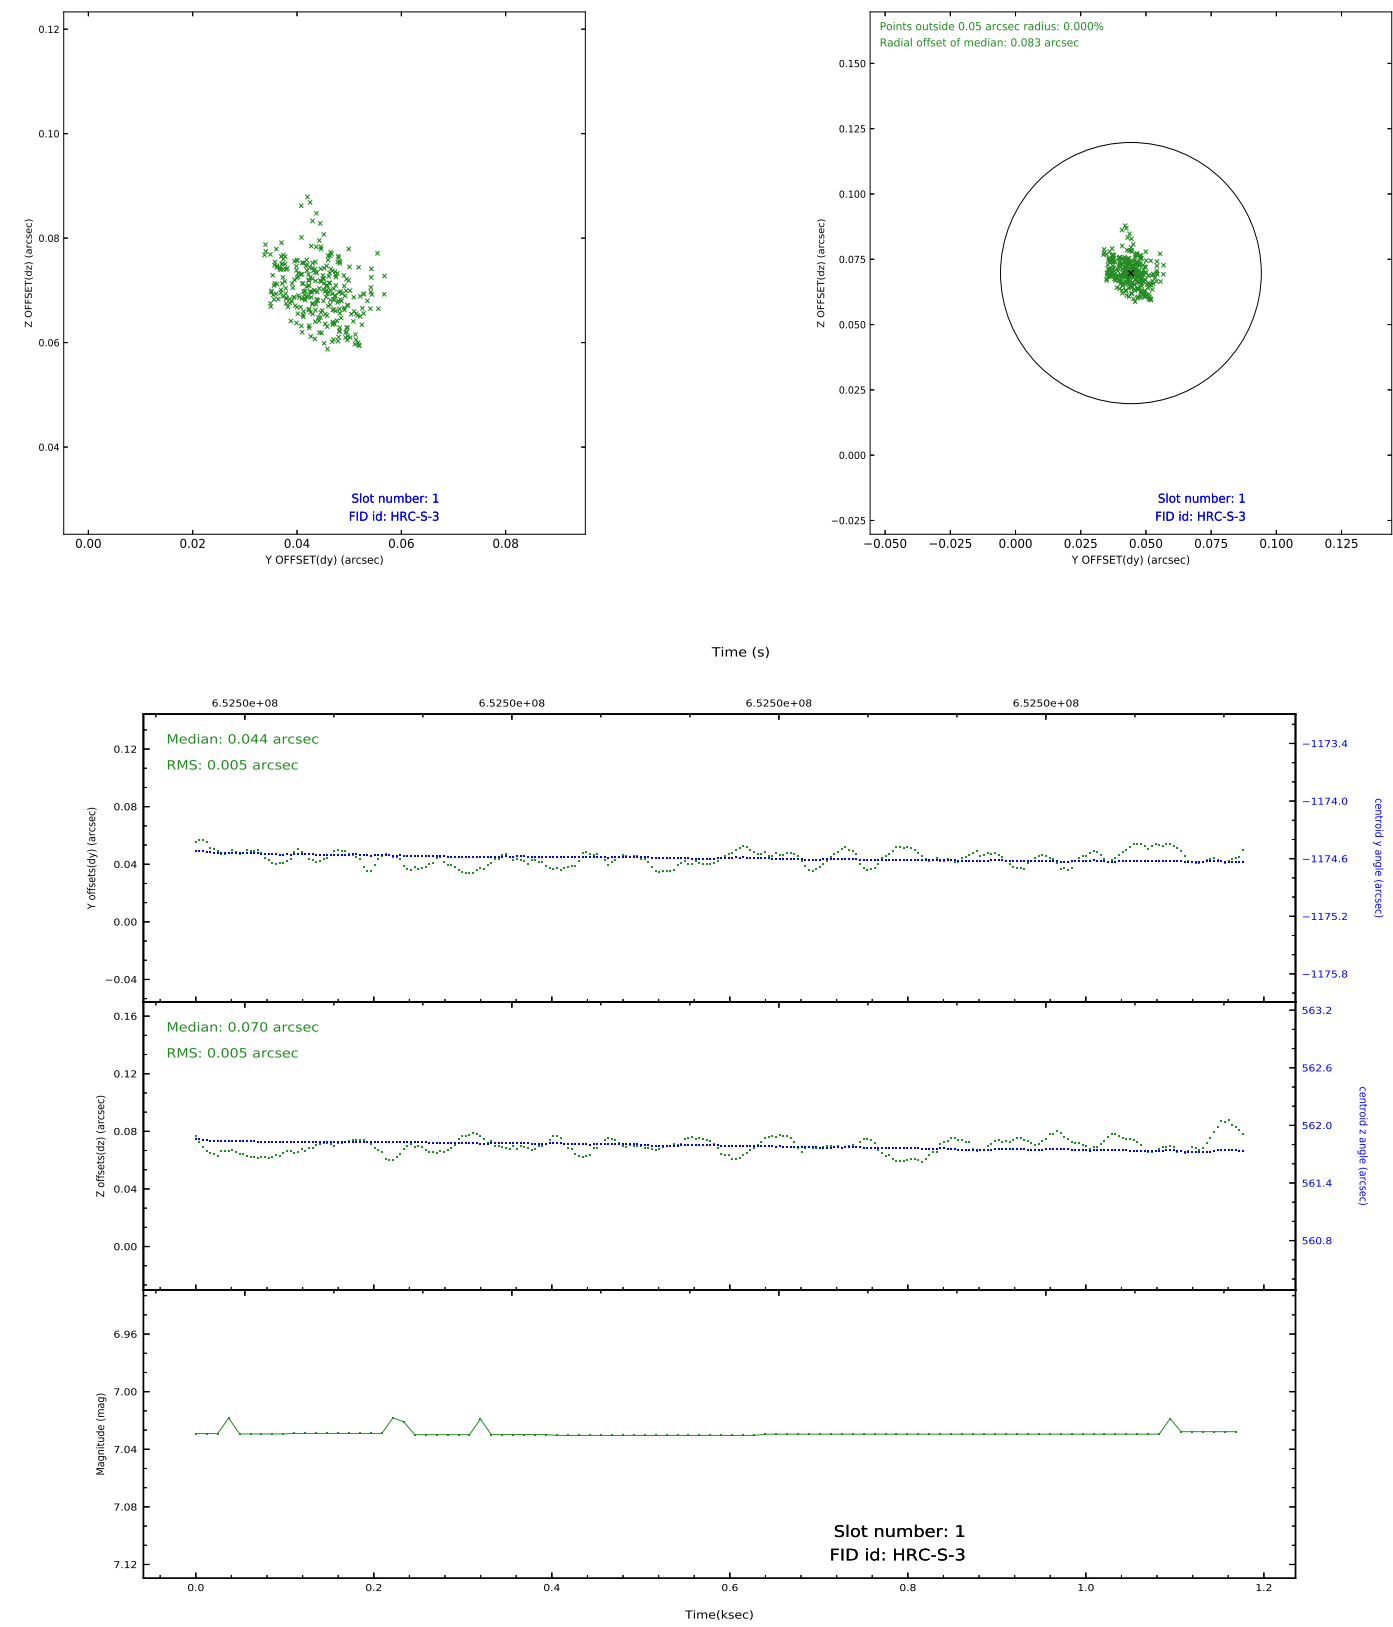 0.12
0.10
0.08
0.06
0.04
Z OFFSET(dz) (arcsec)
Slot number: 1
FID id: HRC-S-3
0.00 0.02 0.04 0.06 0.08
Y OFFSET(dy) (arcsec)
Points outside 0.05 arcsec radius: 0.000%
Radial offset of median: 0.083 arcsec
0.150
0.125
0.100
0.075
0.050
0.025
0.000
−0.025
Z OFFSET(dz) (arcsec)
Slot number: 1
FID id: HRC-S-3
−0.050 −0.025 0.000 0.025 0.050 0.075 0.100 0.125
Y OFFSET(dy) (arcsec)
Time (s)
6.5250e+08 6.5250e+08 6.5250e+08 6.5250e+08
Median: 0.044 arcsec
RMS: 0.005 arcsec
0.12
0.08
0.04
0.00
−0.04
Y offsets(dy) (arcsec)
−1173.4
−1174.0
−1174.6
−1175.2
−1175.8
centroid y angle (arcsec)
Median: 0.070 arcsec
RMS: 0.005 arcsec
0.16
0.12
0.08
0.04
0.00
Z offsets(dz) (arcsec)
563.2
562.6
562.0
561.4
560.8
centroid z angle (arcsec)
6.96
7.00
7.04
7.08
7.12
Magnitude (mag)
Slot number: 1
FID id: HRC-S-3
0.0 0.2 0.4 0.6 0.8 1.0 1.2
Time(ksec)